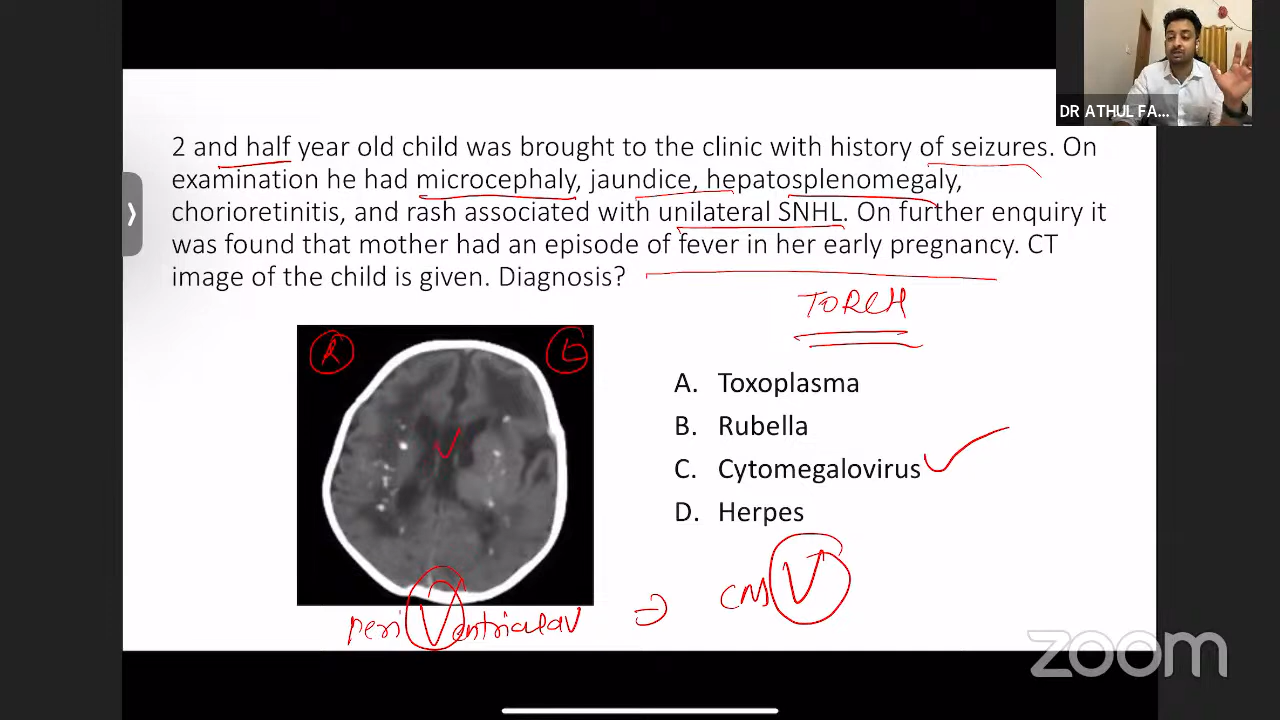 DR ATHUL FA...
2 and half year old child was brought to the clinic with history of seizures. On
examination he had microcephaly, jaundice, hepatosplenomegaly,
chorioretinitis, and rash associated with unilateral SNHL. On further enquiry it
was found that mother had an episode of fever in her early pregnancy. CT
image of the child is given. Diagnosis?
TORCH
R
L
A. Toxoplasma
B. Rubella
C. Cytomegalovirus
D. Herpes
periVentricular
CMV
zoom